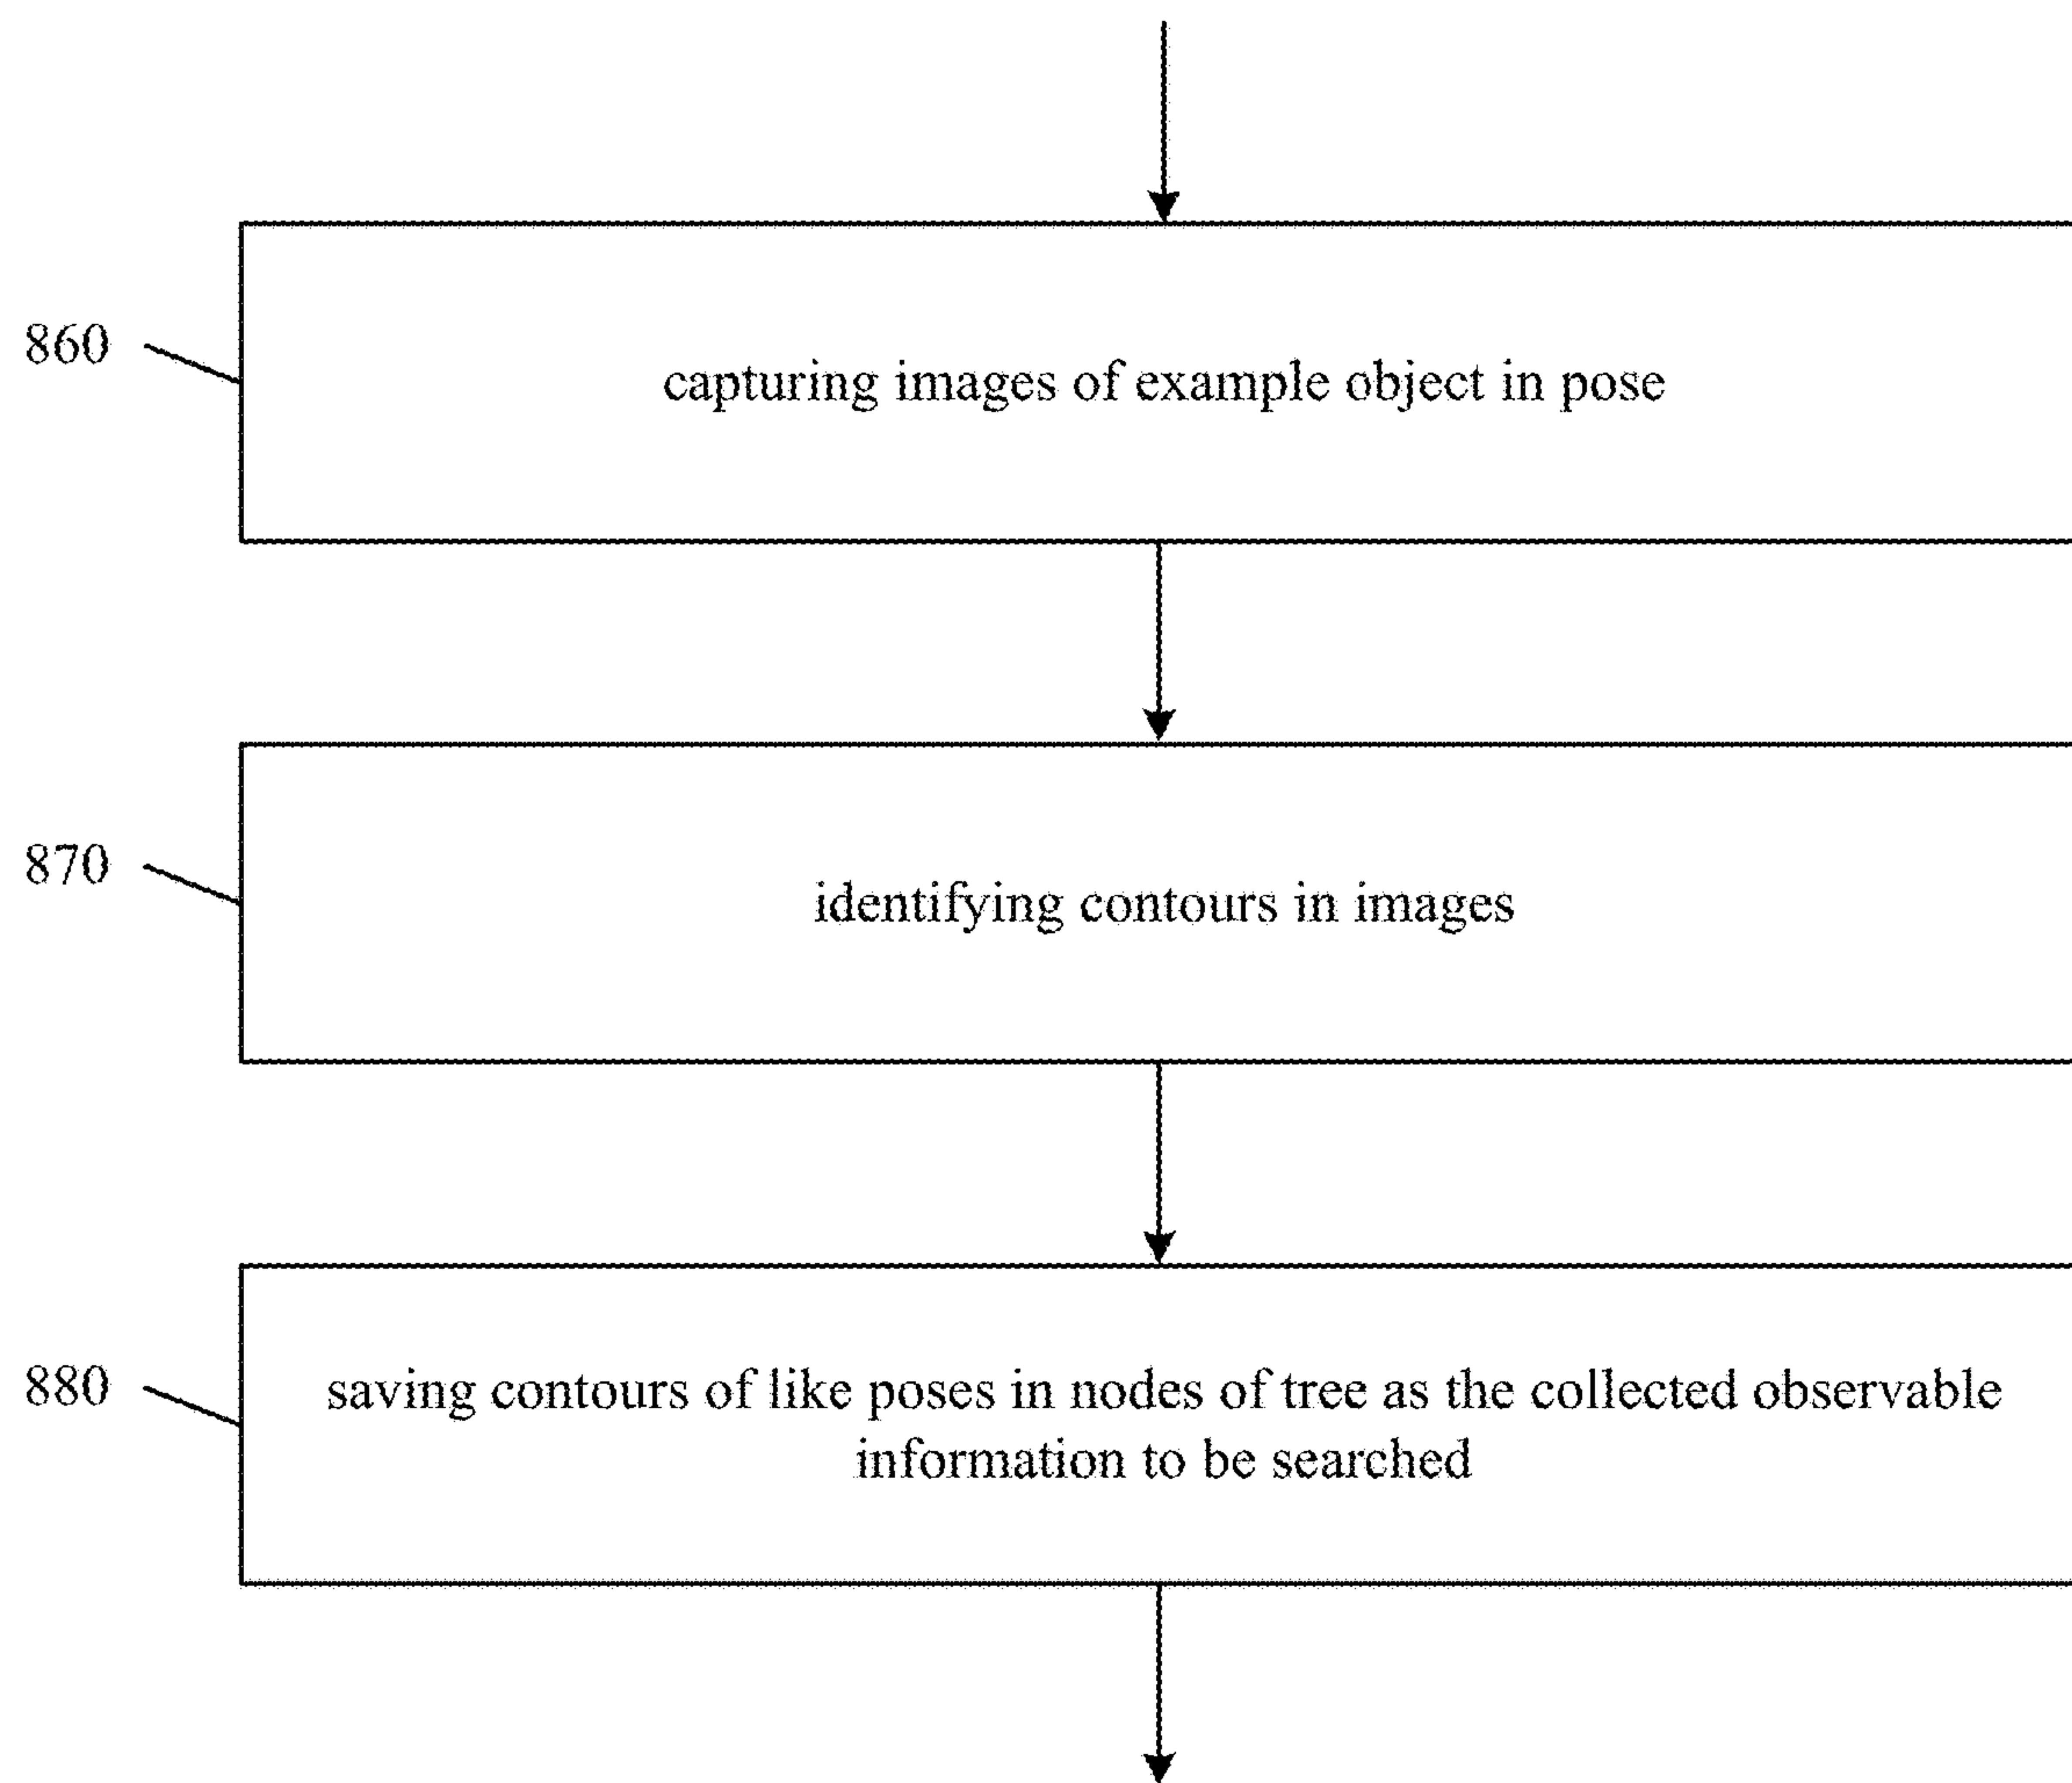 860
capturing images of example object in pose
870
identifying contours in images
880
saving contours of like poses in nodes of tree as the collected observable
information to be searched